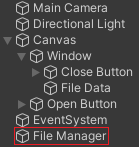 Main Camera
Directional Light
Canvas
Window
Close Button
File Data
Open Button
EventSystem
File Manager